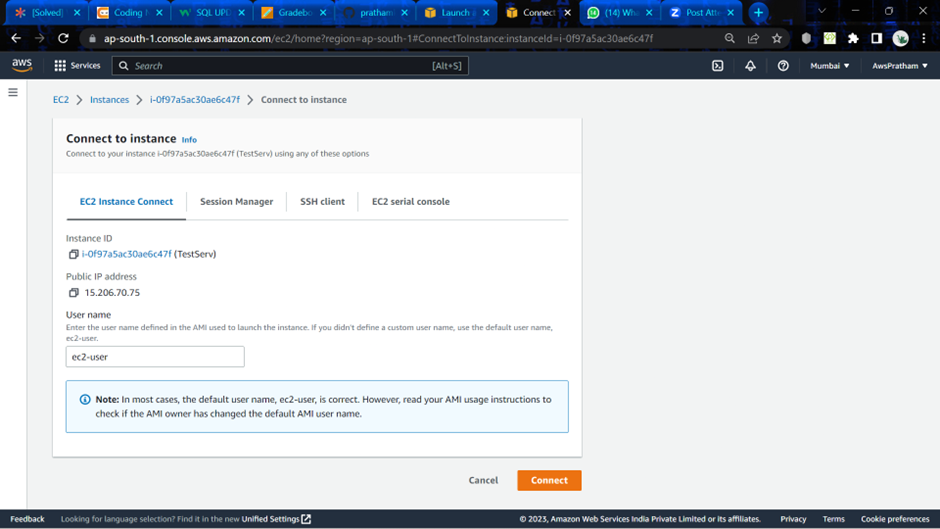 {Solved}
Coding
SQL UPD
Gradebo
pratham
Launch a
Connect
(14) Wha
Post Atte
ap-south-1.console.aws.amazon.com/ec2/home?region=ap-south-1#ConnectToInstance:instanceId=i-0f97a5ac30ae6c47f
aws
Services
Search
[Alt+S]
Mumbai
AwsPratham
EC2
Instances
i-0f97a5ac30ae6c47f
Connect to instance
Connect to instance Info
Connect to your instance i-0f97a5ac30ae6c47f (TestServ) using any of these options
EC2 Instance Connect
Session Manager
SSH client
EC2 serial console
Instance ID
i-0f97a5ac30ae6c47f (TestServ)
Public IP address
15.206.70.75
User name
Enter the user name defined in the AMI used to launch the instance. If you didn't define a custom user name, use the default user name,
ec2-user.
ec2-user
Note: In most cases, the default user name, ec2-user, is correct. However, read your AMI usage instructions to
check if the AMI owner has changed the default AMI user name.
Cancel
Connect
Feedback
Looking for language selection? Find it in the new Unified Settings
© 2023, Amazon Web Services India Private Limited or its affiliates.
Privacy
Terms
Cookie preferences